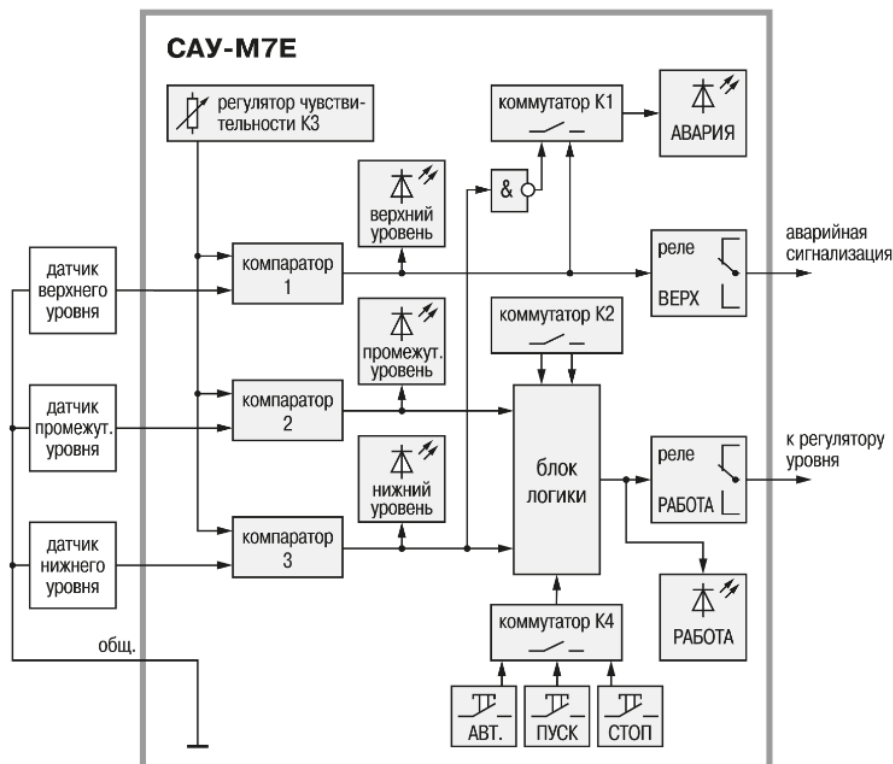 САУ-М7Е
регулятор чувстви-
тельности К3
коммутатор К1
АВАРИЯ
&
верхний
уровень
датчик
верхнего
уровня
компаратор
1
реле
ВЕРХ
аварийная
сигнализация
коммутатор К2
промежут.
уровень
датчик
промежут.
уровня
компаратор
2
блок
логики
реле
РАБОТА
к регулятору
уровня
нижний
уровень
датчик
нижнего
уровня
компаратор
3
РАБОТА
коммутатор К4
общ.
АВТ.
ПУСК
СТОП